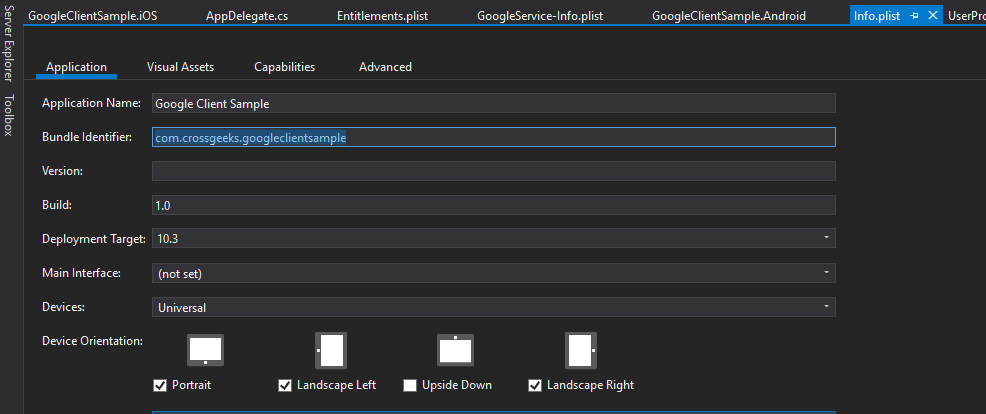 GoogleClientSample.iOS AppDelegate.cs Entitlements.plist GoogleService-Info.plist GoogleClientSample.Android Info.plist UserPro
Server Explorer
Toolbox
Application Visual Assets Capabilities Advanced
Application Name: Google Client Sample
Bundle Identifier: com.crossgeeks.googleclientsample
Version:
Build: 1.0
Deployment Target: 10.3
Main Interface: (not set)
Devices: Universal
Device Orientation:
Portrait Landscape Left Upside Down Landscape Right